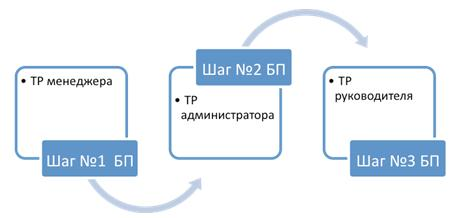 • ТР менеджера
Шаг №1 БП
Шаг №2 БП
• ТР
администратора
• ТР
руководителя
Шаг №3 БП